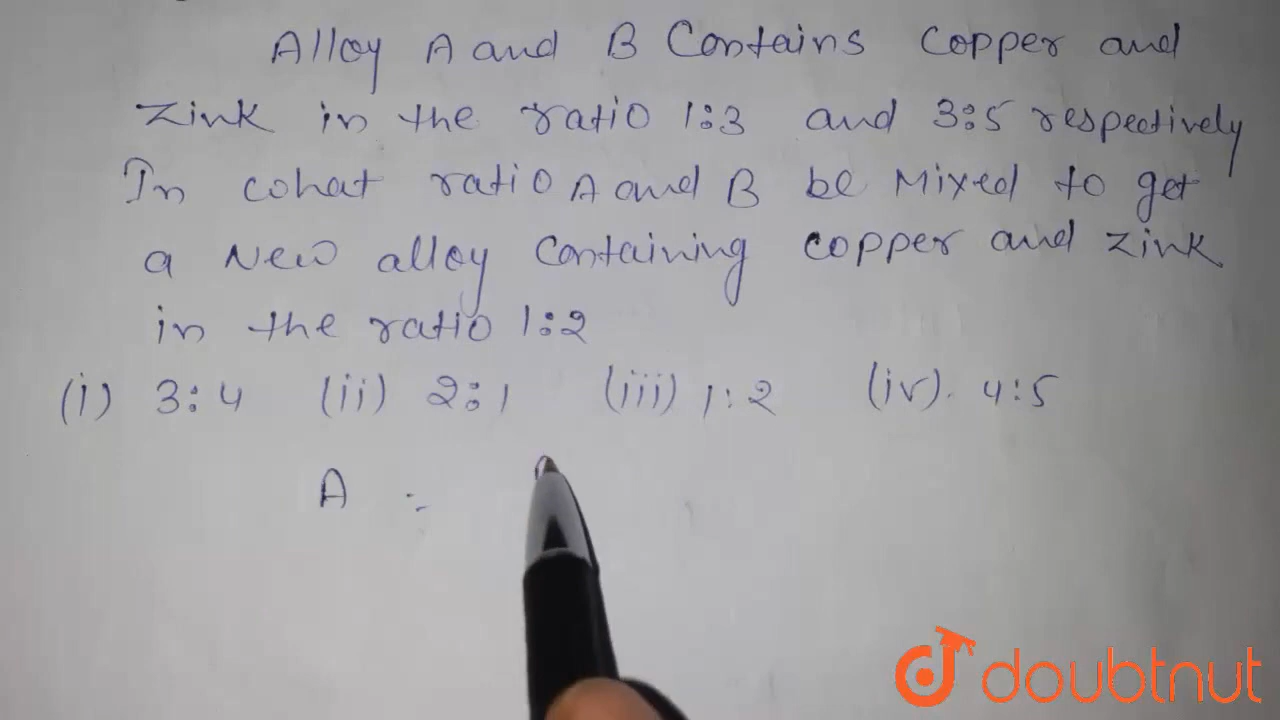 Alloy A and B Contains Copper and
Zink in the ratio 1:3 and 3:5 respectively
In what ratio A and B be Mixed to get
a New alloy Containing copper and zink
in the ratio 1:2
(i) 3:4 (ii) 2:1 (iii) 1:2 (iv). 4:5
A :-
doubtnut